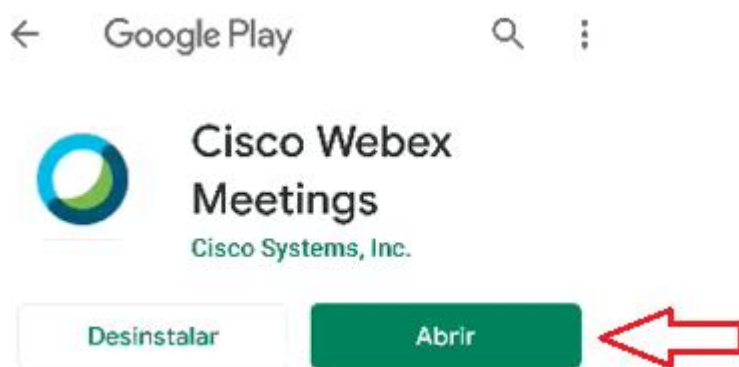 Google Play
Cisco Webex
Meetings
Cisco Systems, Inc.
Desinstalar Abrir